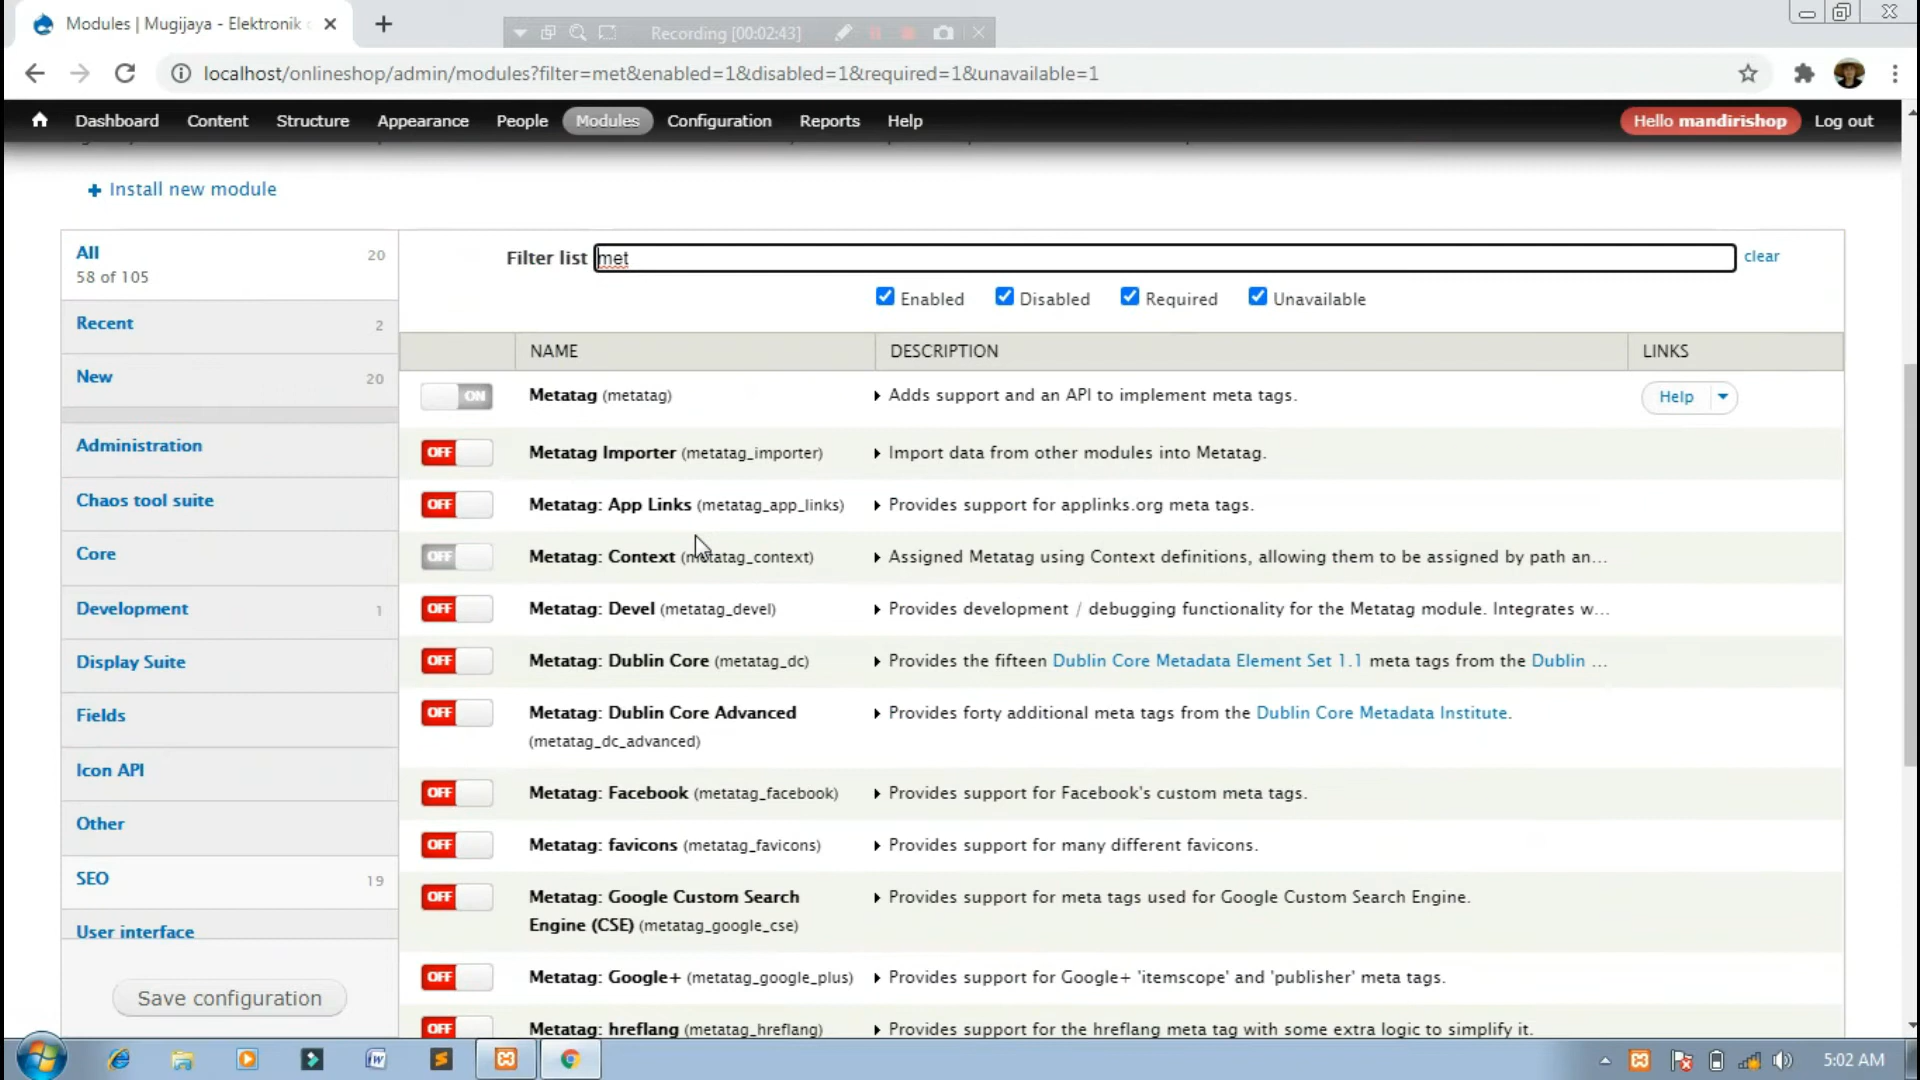 Modules | Mugijaya - Elektronik
Recording [00:02:43]
localhost/onlineshop/admin/modules?filter=met&enabled=1&disabled=1&required=1&unavailable=1
Dashboard Content Structure Appearance People Modules Configuration Reports Help Hello mandirishop Log out
Install new module
All 20
58 of 105
Recent 2
New 20
Administration
Chaos tool suite
Core
Development 1
Display Suite
Fields
Icon API
Other
SEO 19
User interface
Save configuration
Filter list met clear
Enabled Disabled Required Unavailable
NAME DESCRIPTION LINKS
ON Metatag (metatag) Adds support and an API to implement meta tags. Help
OFF Metatag Importer (metatag_importer) Import data from other modules into Metatag.
OFF Metatag: App Links (metatag_app_links) Provides support for applinks.org meta tags.
OFF Metatag: Context (metatag_context) Assigned Metatag using Context definitions, allowing them to be assigned by path an...
OFF Metatag: Devel (metatag_devel) Provides development / debugging functionality for the Metatag module. Integrates w...
OFF Metatag: Dublin Core (metatag_dc) Provides the fifteen Dublin Core Metadata Element Set 1.1 meta tags from the Dublin ...
OFF Metatag: Dublin Core Advanced Provides forty additional meta tags from the Dublin Core Metadata Institute.
(metatag_dc_advanced)
OFF Metatag: Facebook (metatag_facebook) Provides support for Facebook's custom meta tags.
OFF Metatag: favicons (metatag_favicons) Provides support for many different favicons.
OFF Metatag: Google Custom Search Provides support for meta tags used for Google Custom Search Engine.
Engine (CSE) (metatag_google_cse)
OFF Metatag: Google+ (metatag_google_plus) Provides support for Google+ 'itemscope' and 'publisher' meta tags.
OFF Metatag: hreflang (metatag_hreflang) Provides support for the hreflang meta tag with some extra logic to simplify it.
5:02 AM